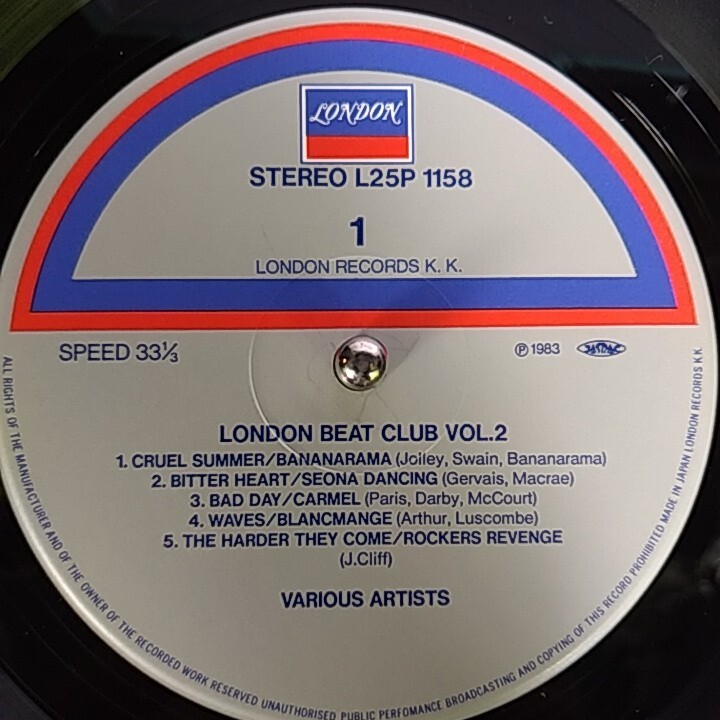 LONDON
STEREO L25P 1158
1
LONDON RECORDS K. K.
SPEED 33⅓
Ⓟ1983 JASRAC
LONDON BEAT CLUB VOL.2
1. CRUEL SUMMER/BANANARAMA (Joiley, Swain, Bananarama)
2. BITTER HEART/SEONA DANCING (Gervais, Macrae)
3. BAD DAY/CARMEL (Paris, Darby, McCourt)
4. WAVES/BLANCMANGE (Arthur, Luscombe)
5. THE HARDER THEY COME/ROCKERS REVENGE
(J.Cliff)
VARIOUS ARTISTS
ALL RIGHTS OF THE MANUFACTURER AND OF THE OWNER OF THE RECORDED WORK RESERVED UNAUTHORISED PUBLIC PERFOMANCE BROADCASTING AND COPYING OF THIS RECORD PROHIBITED MADE IN JAPAN LONDON RECORDS K.K.